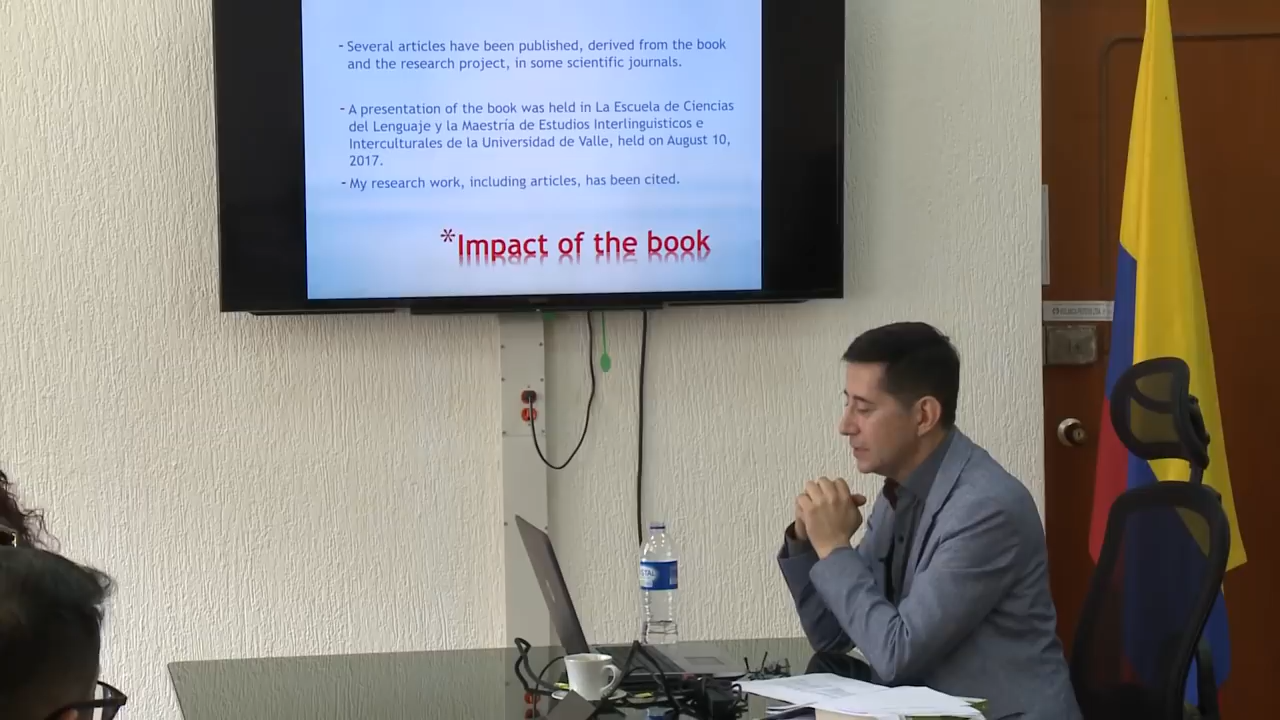 - Several articles have been published, derived from the book
and the research project, in some scientific journals.
- A presentation of the book was held in La Escuela de Ciencias
del Lenguaje y la Maestría de Estudios Interlinguisticos e
Interculturales de la Universidad de Valle, held on August 10,
2017.
- My research work, including articles, has been cited.
*Impact of the book